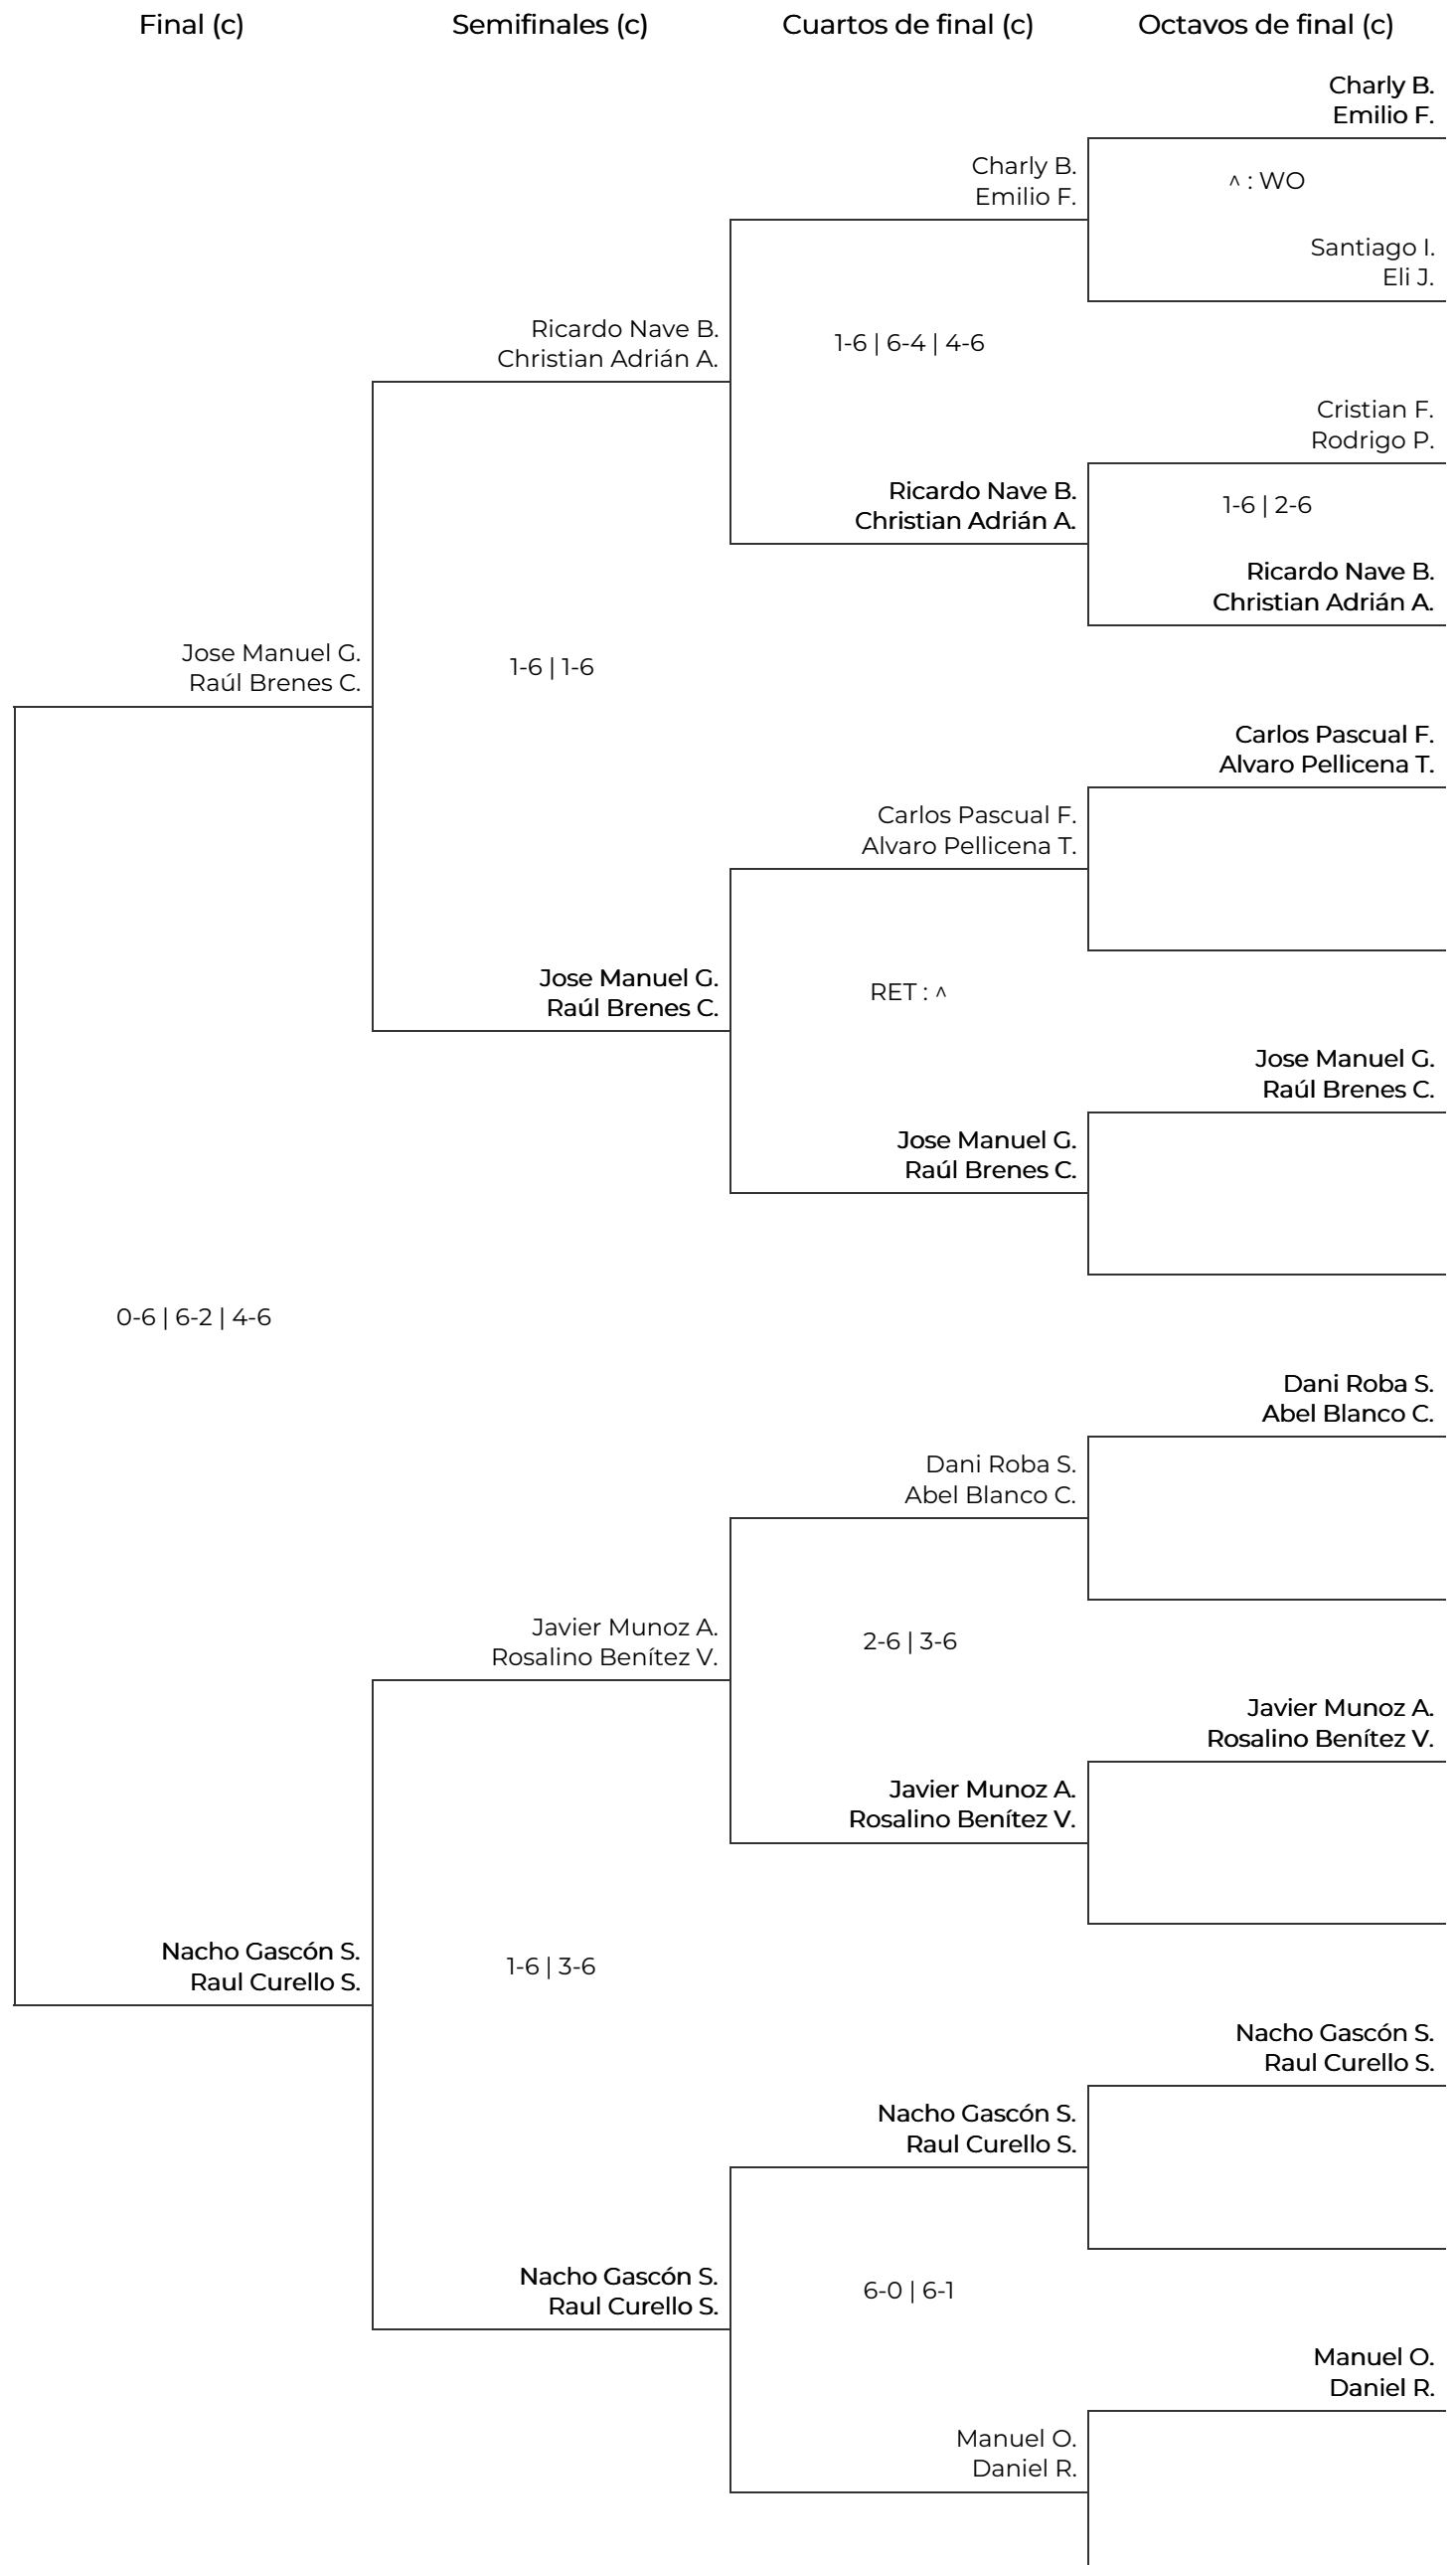 Final (c)
Semifinales (c)
Cuartos de final (c)
Octavos de final (c)
Charly B.
Emilio F.
Charly B.
Emilio F.
^ : WO
Santiago I.
Eli J.
Ricardo Nave B.
Christian Adrián A.
1-6 | 6-4 | 4-6
Cristian F.
Rodrigo P.
Ricardo Nave B.
Christian Adrián A.
1-6 | 2-6
Ricardo Nave B.
Christian Adrián A.
Jose Manuel G.
Raúl Brenes C.
1-6 | 1-6
Carlos Pascual F.
Alvaro Pellicena T.
Carlos Pascual F.
Alvaro Pellicena T.
Jose Manuel G.
Raúl Brenes C.
RET : ^
Jose Manuel G.
Raúl Brenes C.
Jose Manuel G.
Raúl Brenes C.
0-6 | 6-2 | 4-6
Dani Roba S.
Abel Blanco C.
Dani Roba S.
Abel Blanco C.
Javier Munoz A.
Rosalino Benítez V.
2-6 | 3-6
Javier Munoz A.
Rosalino Benítez V.
Javier Munoz A.
Rosalino Benítez V.
Nacho Gascón S.
Raul Curello S.
1-6 | 3-6
Nacho Gascón S.
Raul Curello S.
Nacho Gascón S.
Raul Curello S.
Nacho Gascón S.
Raul Curello S.
6-0 | 6-1
Manuel O.
Daniel R.
Manuel O.
Daniel R.